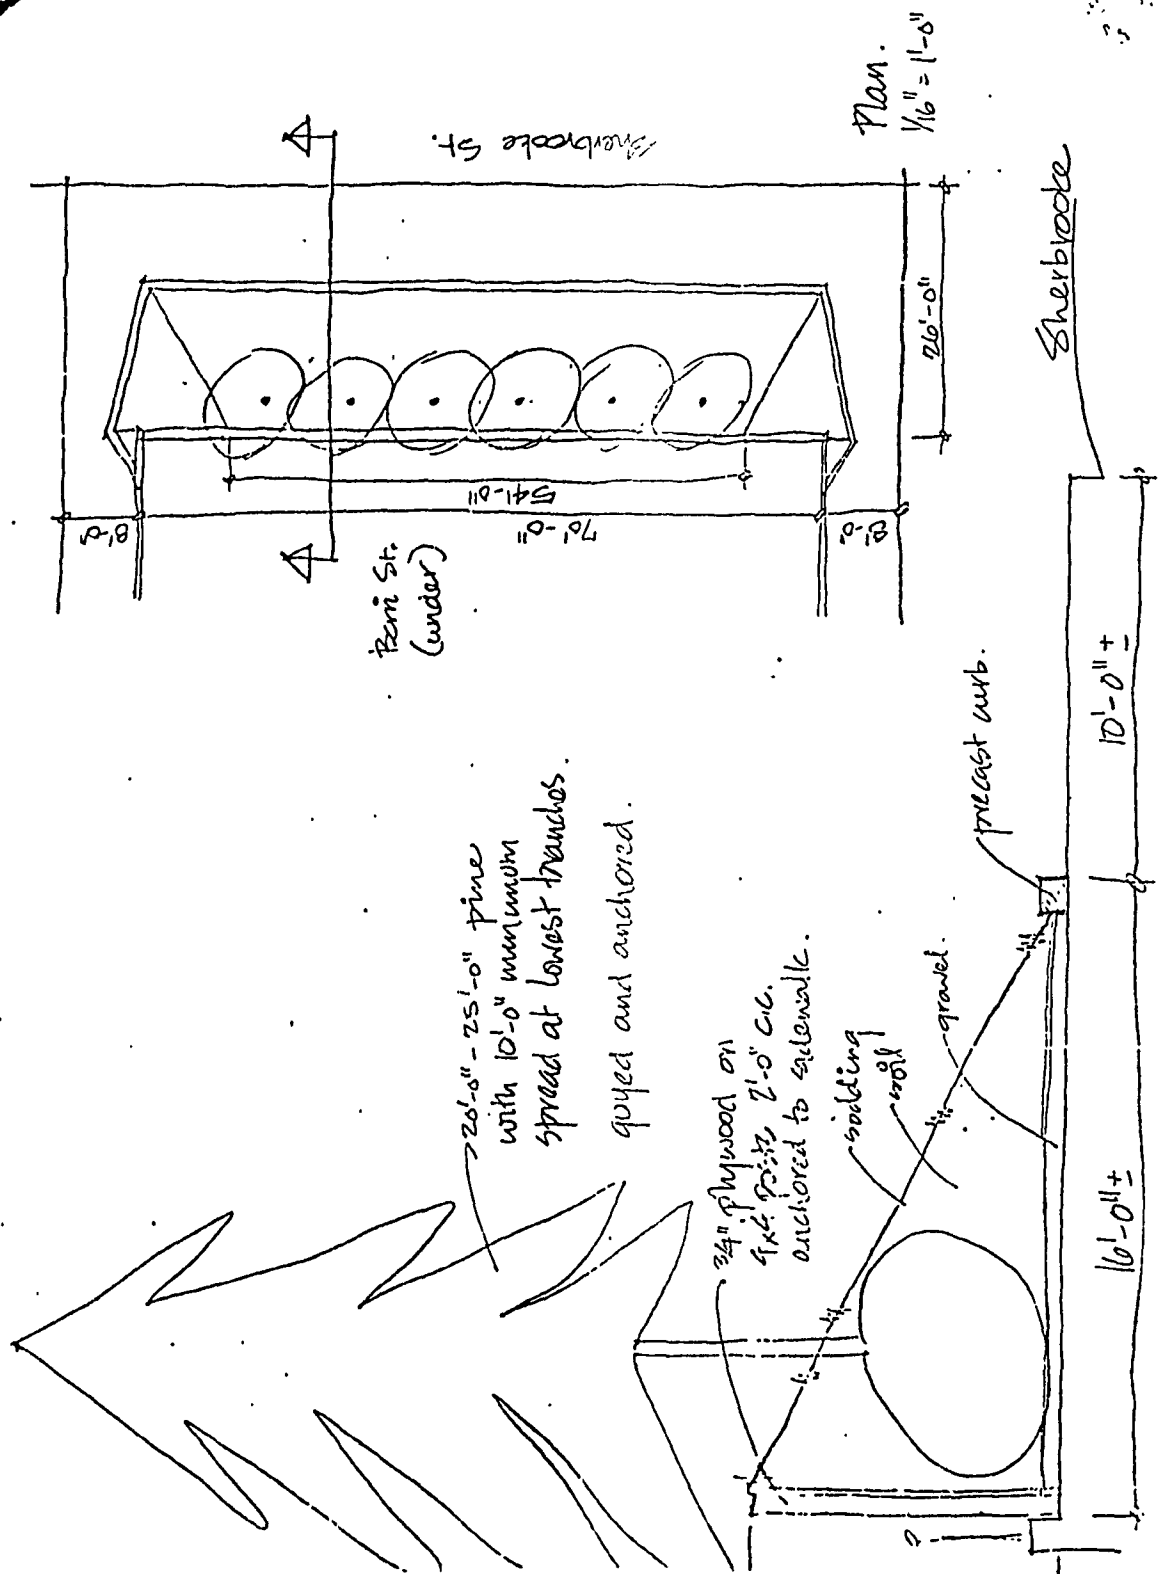 Sherbrooke St.
8'-0"
54'-0"
70'-0"
8'-0"
26'-0"
Berri St.
(under)
Plan.
1/16" = 1'-0"
Sherbrooke
20'-0" - 25'-0" pine
with 10'-0" minimum
spread at lowest branches.
guyed and anchored.
3/4" plywood on
4x4 posts, 2'-0" c.c.
anchored to sidewalk.
sodding
soil
gravel.
precast curb.
16'-0" ±
10'-0" ±